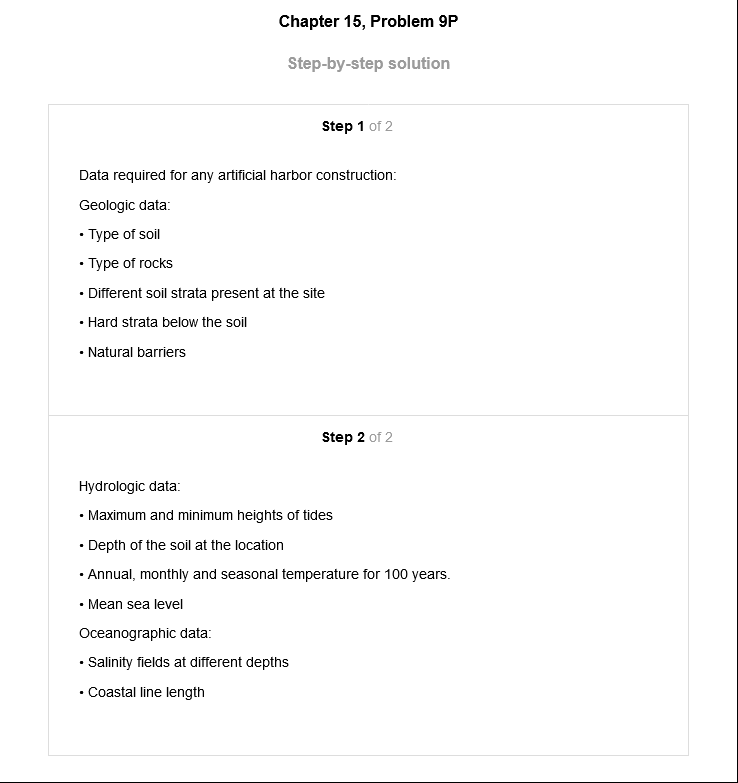 Chapter 15, Problem 9P
Step-by-step solution
Step 1 of 2
Data required for any artificial harbor construction:
Geologic data:
• Type of soil
• Type of rocks
• Different soil strata present at the site
• Hard strata below the soil
• Natural barriers
Step 2 of 2
Hydrologic data:
• Maximum and minimum heights of tides
• Depth of the soil at the location
• Annual, monthly and seasonal temperature for 100 years.
• Mean sea level
Oceanographic data:
• Salinity fields at different depths
• Coastal line length